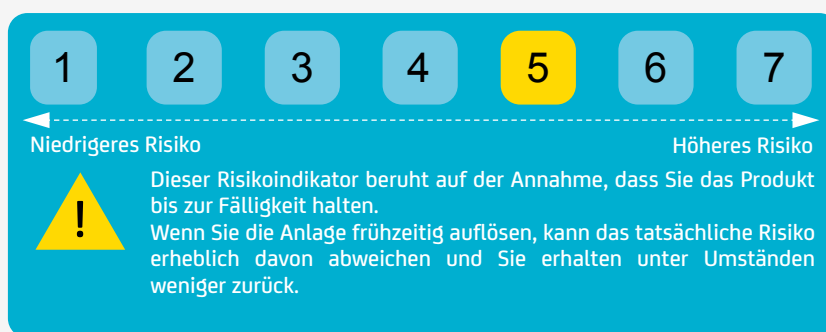 1 2 3 4 5 6 7
Niedrigeres Risiko Höheres Risiko
!
Dieser Risikoindikator beruht auf der Annahme, dass Sie das Produkt
bis zur Fälligkeit halten.
Wenn Sie die Anlage frühzeitig auflösen, kann das tatsächliche Risiko
erheblich davon abweichen und Sie erhalten unter Umständen
weniger zurück.